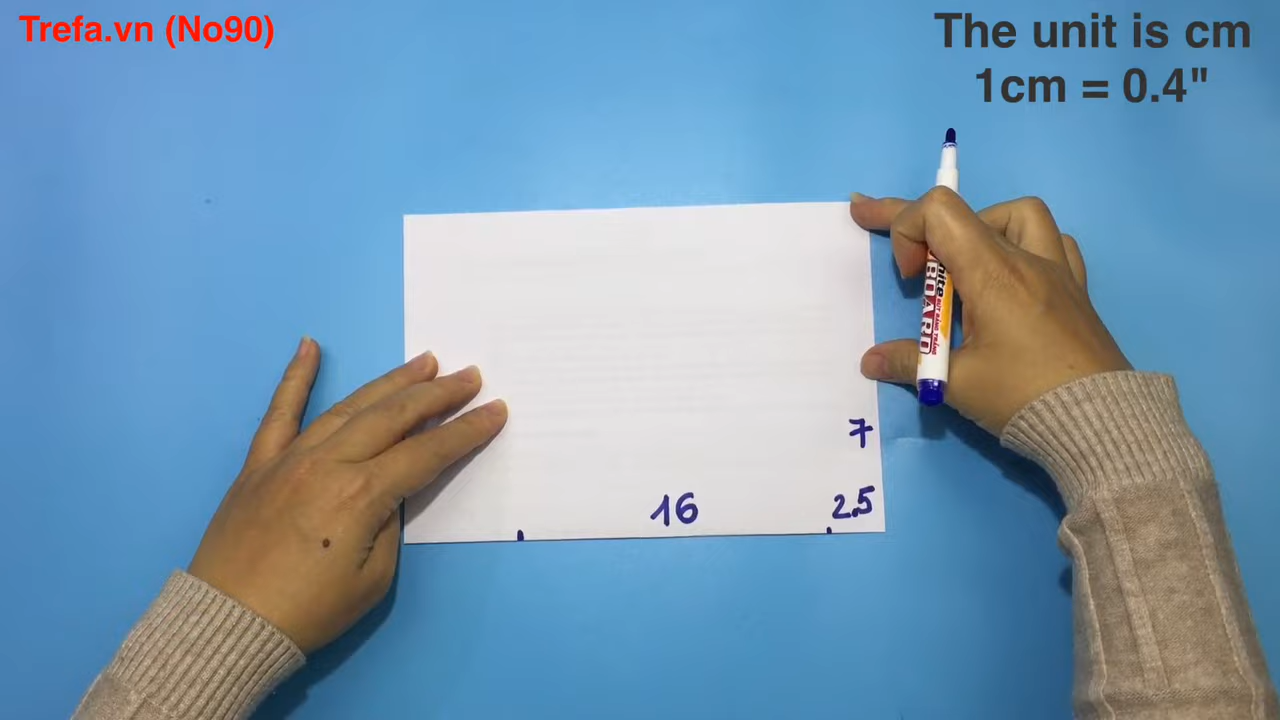 Trefa.vn (No90)
The unit is cm
1cm = 0.4"
7
16
2.5